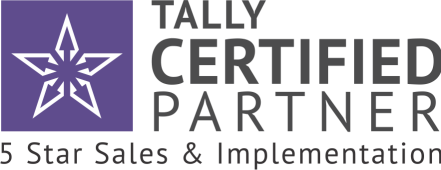 TALLY
CERTIFIED
PARTNER
5 Star Sales & Implementation